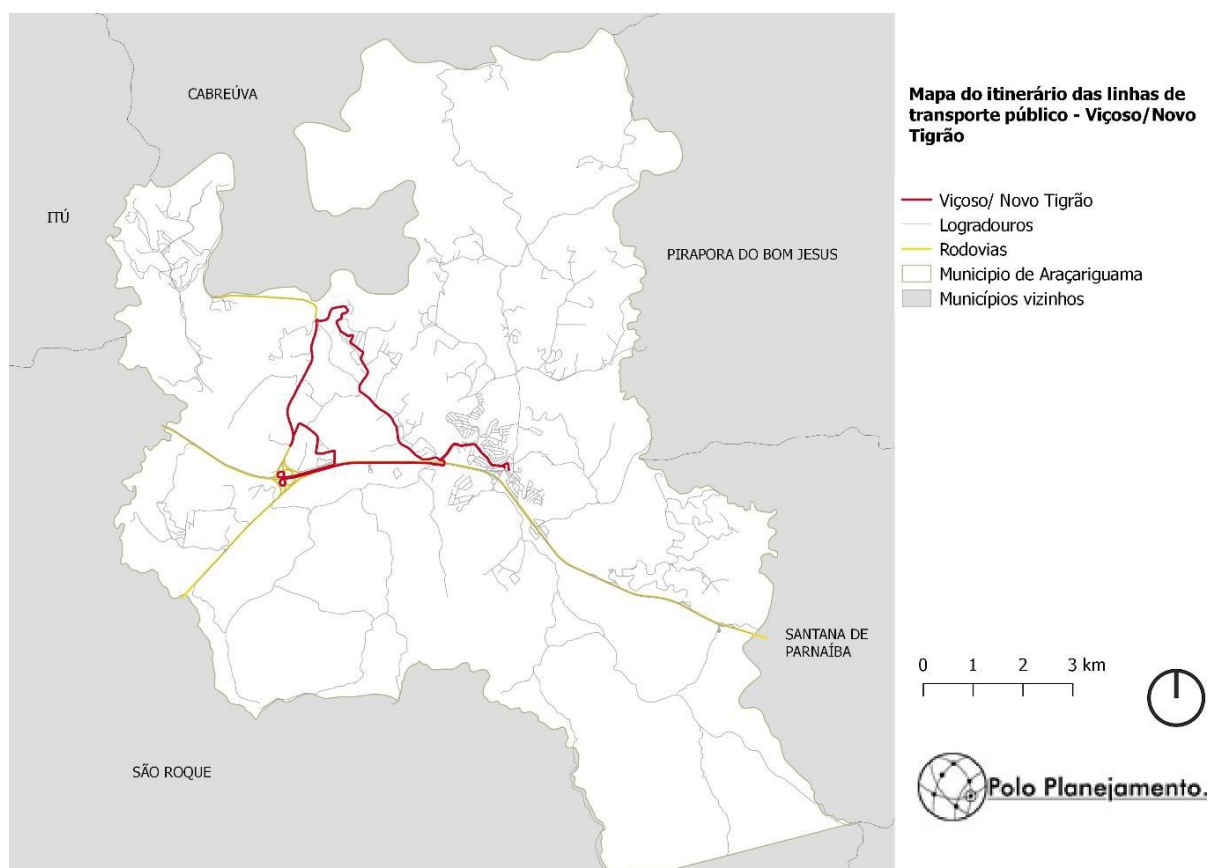 CABREÚVA
ITÚ
PIRAPORA DO BOM JESUS
SANTANA DE
PARNAÍBA
SÃO ROQUE
Mapa do itinerário das linhas de
transporte público - Viçoso/Novo
Tigrão
Viçoso/ Novo Tigrão
Logradouros
Rodovias
Municipio de Araçariguama
Municípios vizinhos
0 1 2 3 km
Polo Planejamento.